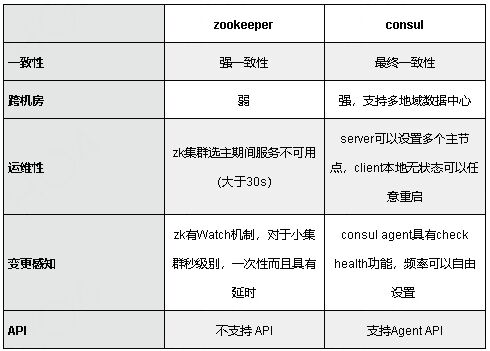 zookeeper consul
一致性 强一致性 最终一致性
跨机房 弱 强，支持多地域数据中心
运维性 zk集群选主期间服务不可用(大于30s) server可以设置多个主节点，client本地无状态可以任意重启
变更感知 zk有Watch机制，对于小集群秒级别，一次性而且具有延时 consul agent具有check health功能，频率可以自由设置
API 不支持 API 支持Agent API